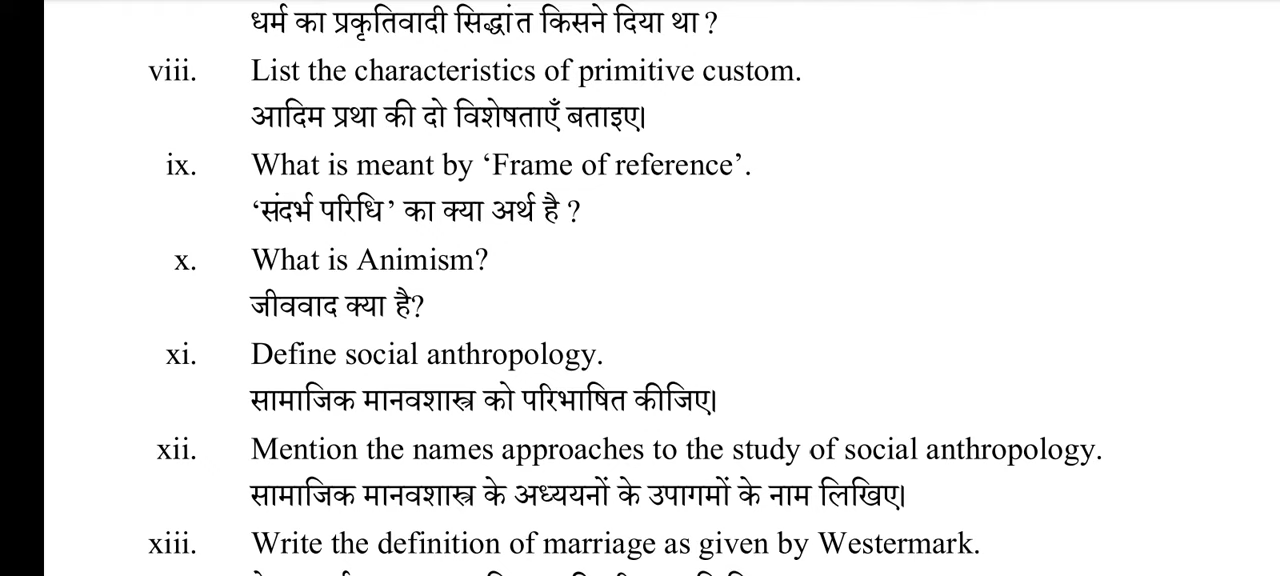 धर्म का प्रकृतिवादी सिद्धांत किसने दिया था ?
viii. List the characteristics of primitive custom.
आदिम प्रथा की दो विशेषताएँ बताइए।
ix. What is meant by ‘Frame of reference’.
‘संदर्भ परिधि’ का क्या अर्थ है ?
x. What is Animism?
जीववाद क्या है?
xi. Define social anthropology.
सामाजिक मानवशास्त्र को परिभाषित कीजिए।
xii. Mention the names approaches to the study of social anthropology.
सामाजिक मानवशास्त्र के अध्ययनों के उपागमों के नाम लिखिए।
xiii. Write the definition of marriage as given by Westermark.